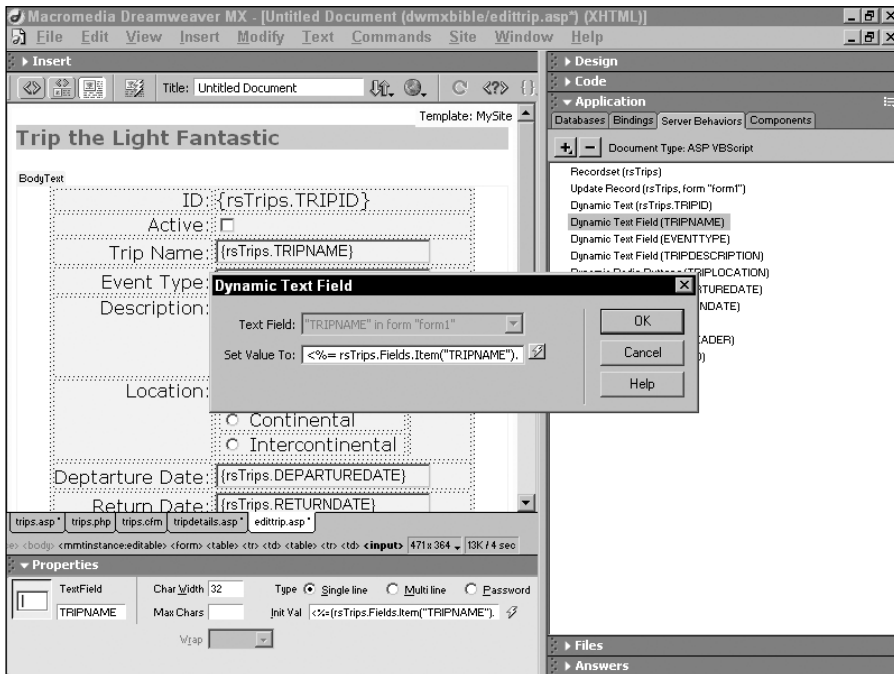 Macromedia Dreamweaver MX - [Untitled Document (dwmxbible/edittrip.asp*) (XHTML)]
File Edit View Insert Modify Text Commands Site Window Help
Insert
Title: Untitled Document
Template: MySite
Trip the Light Fantastic
BodyText
ID: {rsTrips.TRIPID}
Active:
Trip Name: {rsTrips.TRIPNAME}
Event Type:
Description:
Location:
Continental
Intercontinental
Deptarture Date: {rsTrips.DEPARTUREDATE}
Return Date: {rsTrips.RETURNDATE}
Dynamic Text Field
Text Field: "TRIPNAME" in form "form1"
Set Value To: <%= rsTrips.Fields.Item("TRIPNAME").
OK
Cancel
Help
trips.asp* trips.php trips.cfm tripdetails.asp* edittrip.asp*
<body> <mmtinstance:editable> <form> <table> <tr> <td> <table> <tr> <td> <input> 471 x 364 13K / 4 sec
Properties
TextField Char Width 32 Type Single line Multi line Password
TRIPNAME Max Chars Init Val <%=(rsTrips.Fields.Item("TRIPNAME").
Wrap
Design
Code
Application
Databases Bindings Server Behaviors Components
Document Type: ASP VBScript
Recordset (rsTrips)
Update Record (rsTrips, form "form1")
Dynamic Text (rsTrips.TRIPID)
Dynamic Text Field (TRIPNAME)
Dynamic Text Field (EVENTTYPE)
Dynamic Text Field (TRIPDESCRIPTION)
Dynamic Radio Buttons (TRIPLOCATION)
Files
Answers